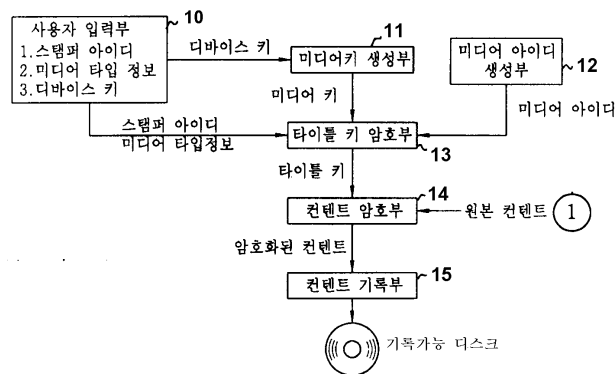 10
사용자 입력부
1.스탬퍼 아이디
2.미디어 타입 정보
3.디바이스 키
디바이스 키
11
미디어키 생성부
미디어 아이디
생성부
12
미디어 키
미디어 아이디
스탬퍼 아이디
미디어 타입정보
타이틀 키 암호부
13
타이틀 키
14
컨텐트 암호부
원본 컨텐트
1
암호화된 컨텐트
15
컨텐트 기록부
기록가능 디스크